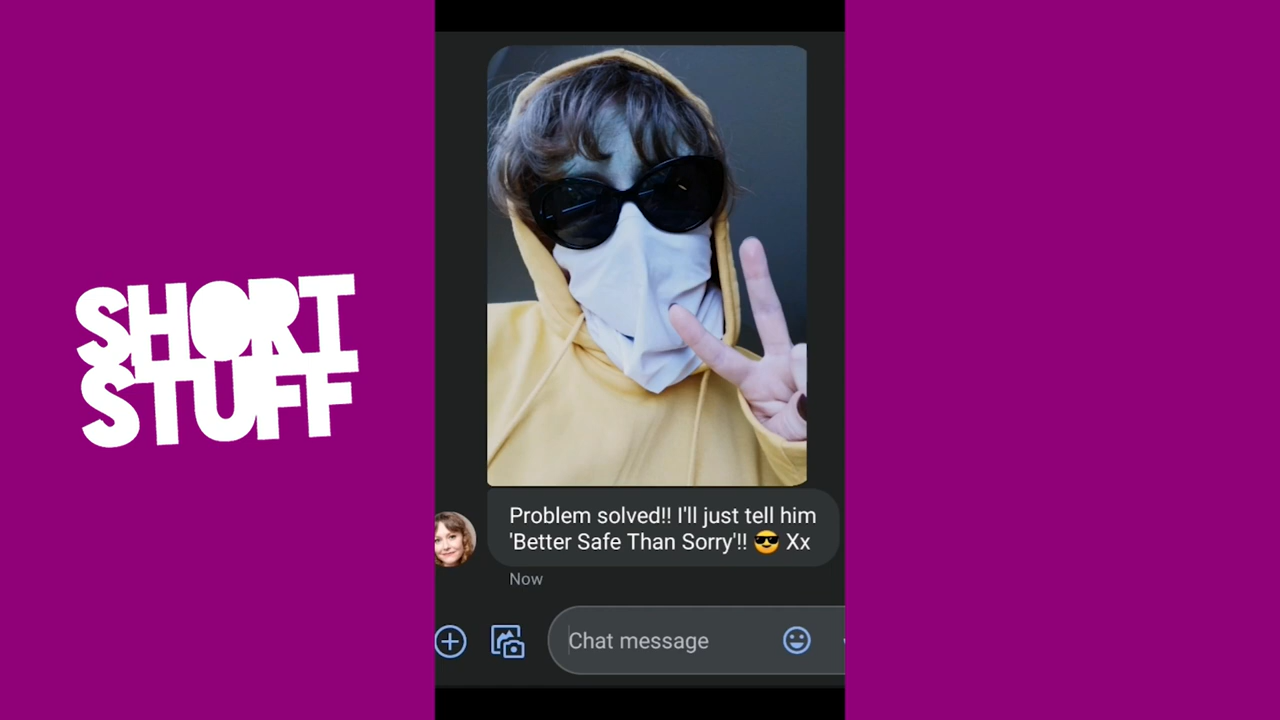 SHORT
STUFF
Problem solved!! I'll just tell him
'Better Safe Than Sorry'!! 😎 Xx
Now
Chat message